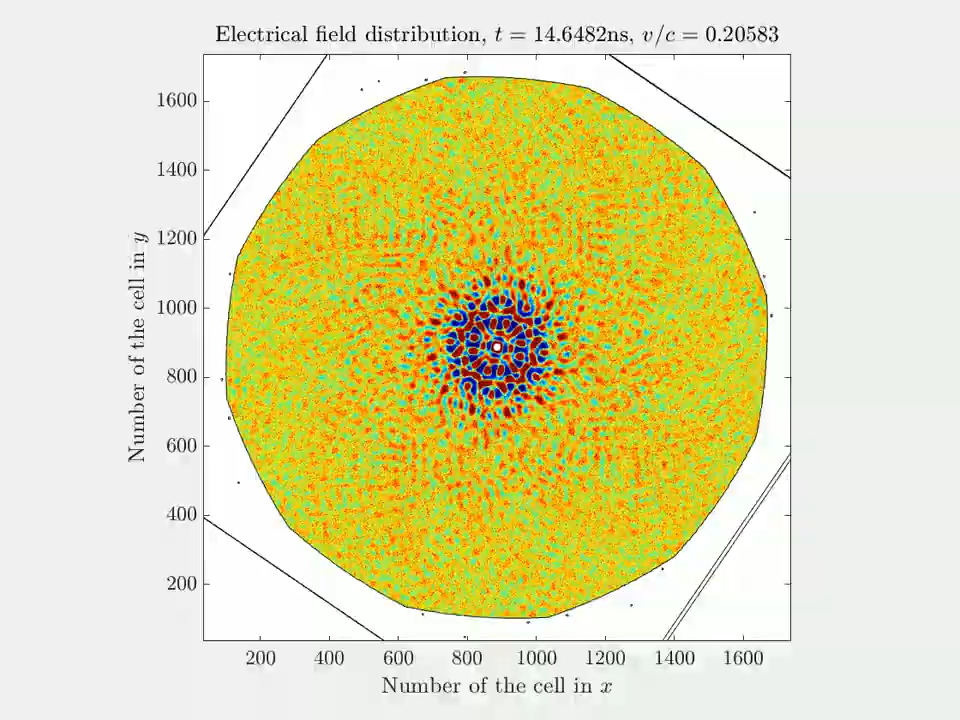 Electrical field distribution, t = 14.6482ns, v/c = 0.20583
1600
1400
1200
1000
800
600
400
200
Number of the cell in y
200 400 600 800 1000 1200 1400 1600
Number of the cell in x